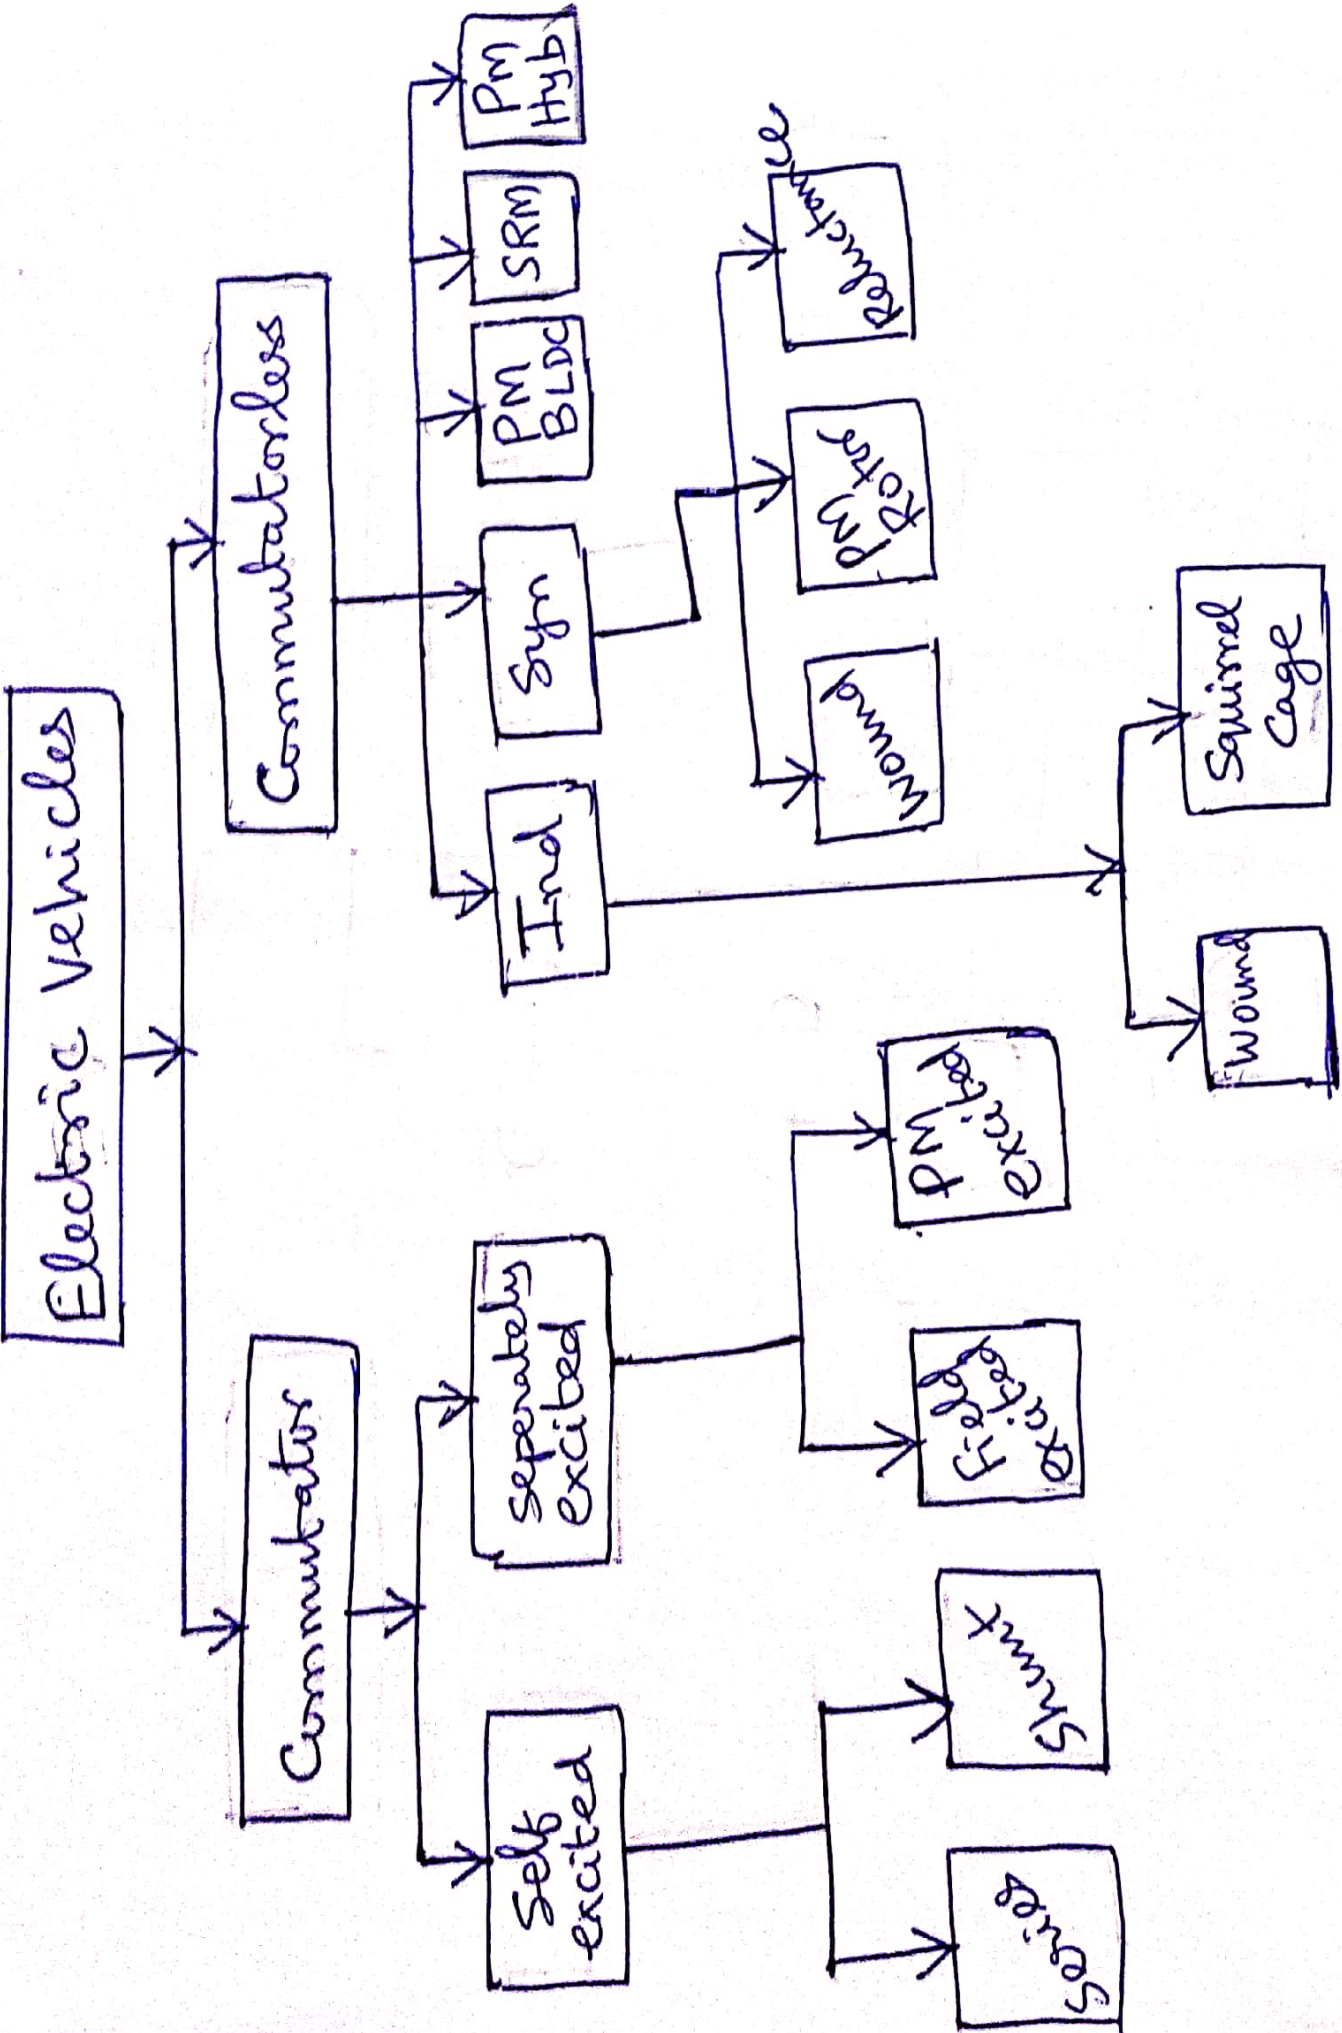 Electric Vehicles
Commutator
Commutatorless
Self
excited
Seperately
excited
Ind
Syn
PM
BLDC
SRM
PM
Hyb
Series
Shunt
Field
excited
PM
excited
Wound
PM
Rotor
Reluctance
Wound
Squirrel
Cage